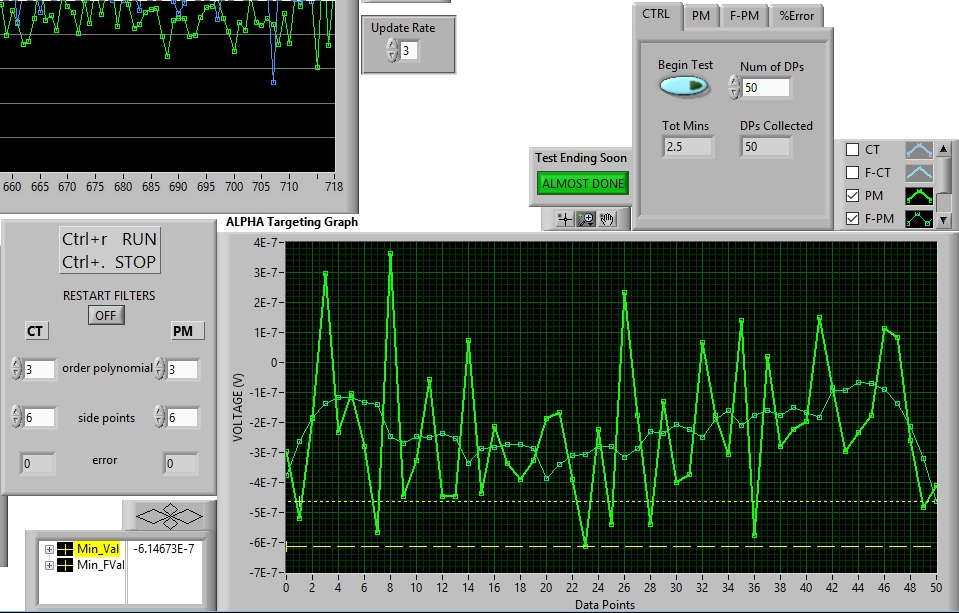 660 665 670 675 680 685 690 695 700 705 710 718
Update Rate
3
CTRL PM F-PM %Error
Begin Test Num of DPs
50
Tot Mins DPs Collected
2.5 50
Test Ending Soon
ALMOST DONE
CT
F-CT
PM
F-PM
Ctrl+r RUN
Ctrl+. STOP
RESTART FILTERS
OFF
CT PM
3 order polynomial 3
6 side points 6
0 error 0
Min_Val -6.14673E-7
Min_FVal
ALPHA Targeting Graph
4E-7
3E-7
2E-7
1E-7
0
-1E-7
-2E-7
-3E-7
-4E-7
-5E-7
-6E-7
-7E-7
VOLTAGE (V)
0 2 4 6 8 10 12 14 16 18 20 22 24 26 28 30 32 34 36 38 40 42 44 46 48 50
Data Points